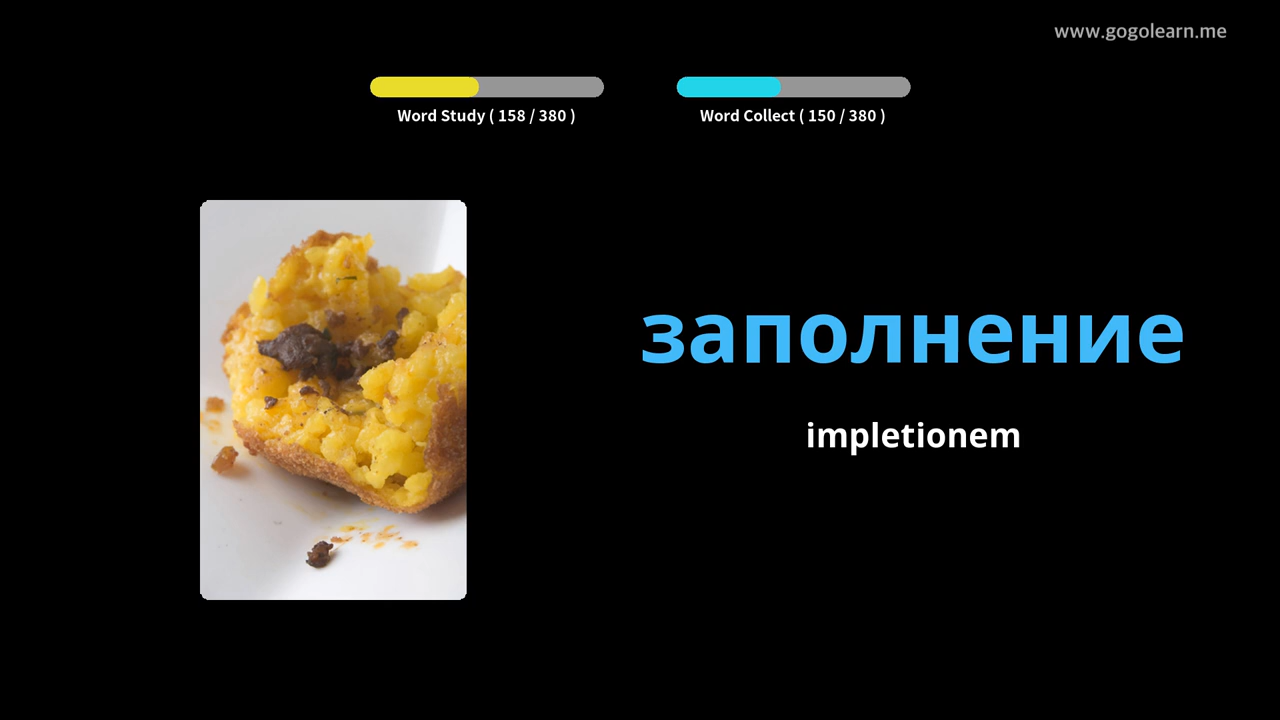 www.gogolearn.me
Word Study ( 158 / 380 )
Word Collect ( 150 / 380 )
заполнение
impletionem